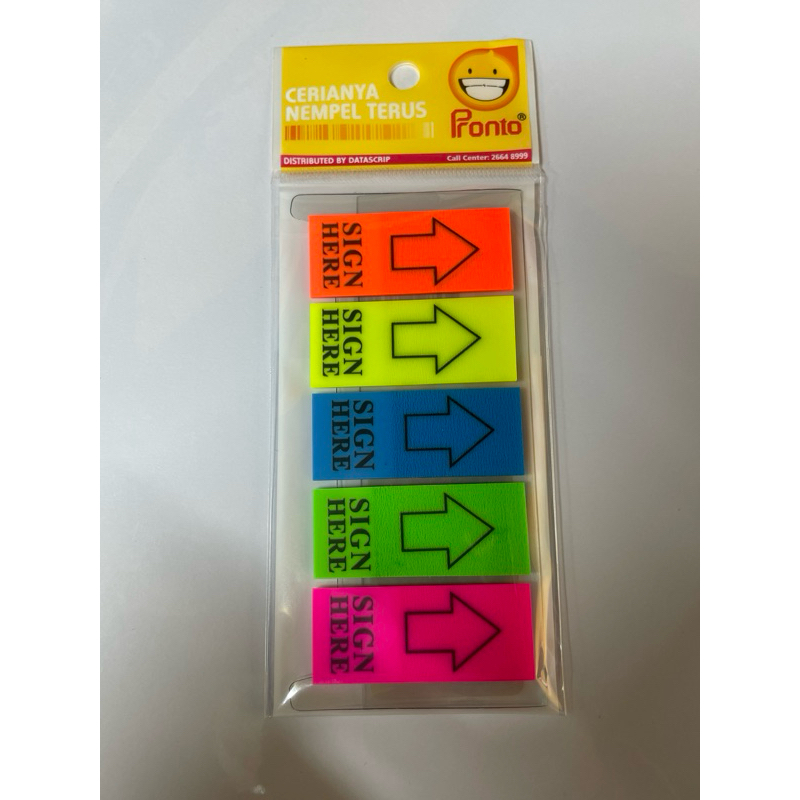 CERIANYA
NEMPEL TERUS
Pronto®
DISTRIBUTED BY DATASCRIP
Call Center: 2664 8999
SIGN
HERE
SIGN
HERE
SIGN
HERE
SIGN
HERE
SIGN
HERE